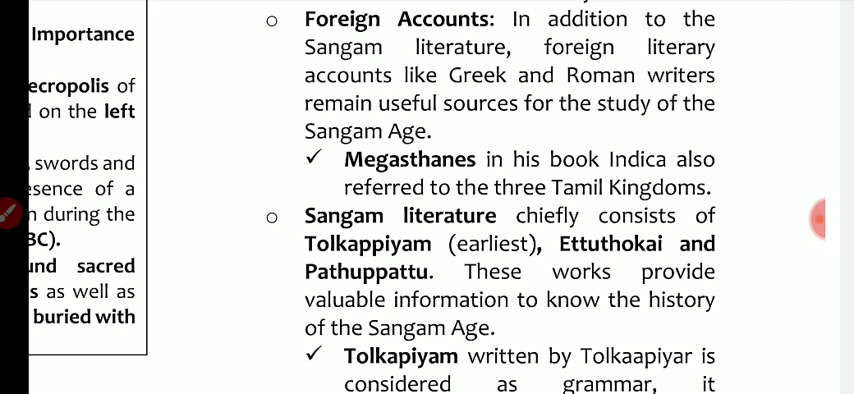 Importance
ecropolis of
on the left
swords and
esence of a
n during the
BC).
und sacred
s as well as
buried with
o Foreign Accounts: In addition to the
Sangam literature, foreign literary
accounts like Greek and Roman writers
remain useful sources for the study of the
Sangam Age.
✓ Megasthanes in his book Indica also
referred to the three Tamil Kingdoms.
o Sangam literature chiefly consists of
Tolkappiyam (earliest), Ettuthokai and
Pathuppattu. These works provide
valuable information to know the history
of the Sangam Age.
✓ Tolkapiyam written by Tolkaapiyar is
considered as grammar, it